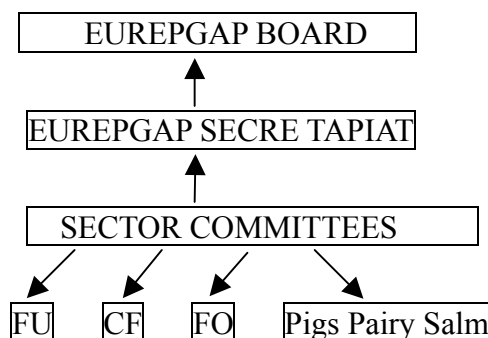 EUREPGAP BOARD
EUREPGAP SECRE TAPIAT
SECTOR COMMITTEES
FU CF FO Pigs Pairy Salm